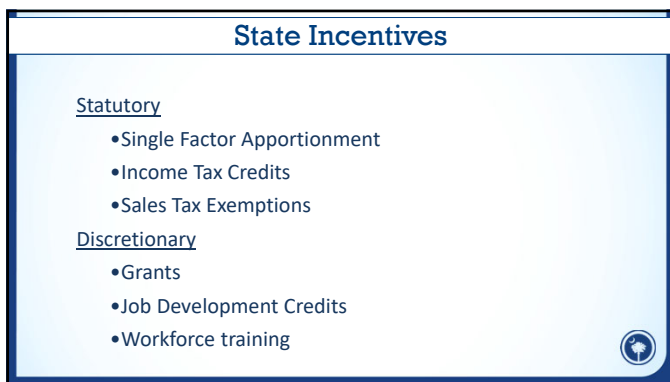 State Incentives
Statutory
•Single Factor Apportionment
•Income Tax Credits
•Sales Tax Exemptions
Discretionary
•Grants
•Job Development Credits
•Workforce training